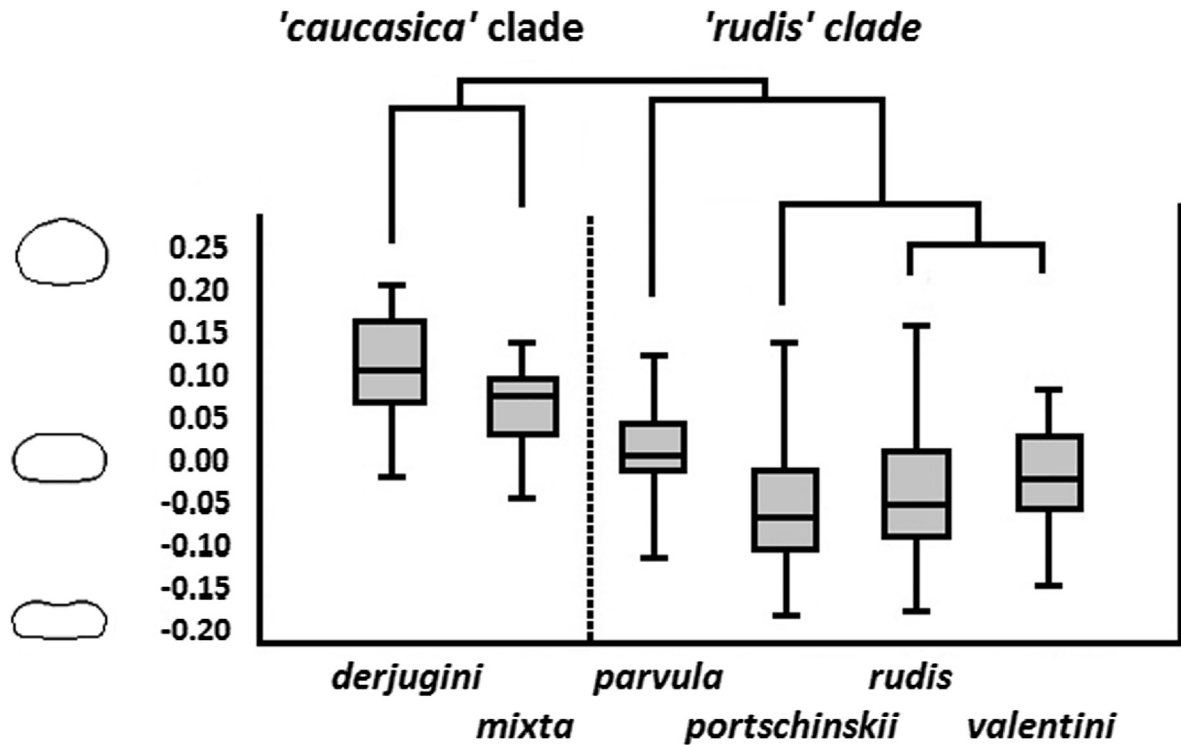 'caucasica' clade
'rudis' clade
0.25
0.20
0.15
0.10
0.05
0.00
-0.05
-0.10
-0.15
-0.20
derjugini
parvula
rudis
mixta
portschinskii
valentini